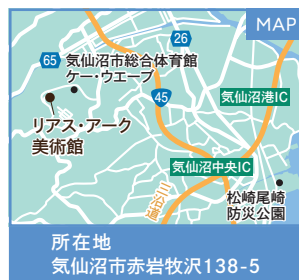 MAP
26
65
気仙沼市総合体育館
ケー・ウエーブ
45
気仙沼港IC
リアス・アーク
美術館
気仙沼中央IC
三沿道
松崎尾崎
防災公園
所在地
気仙沼市赤岩牧沢138-5